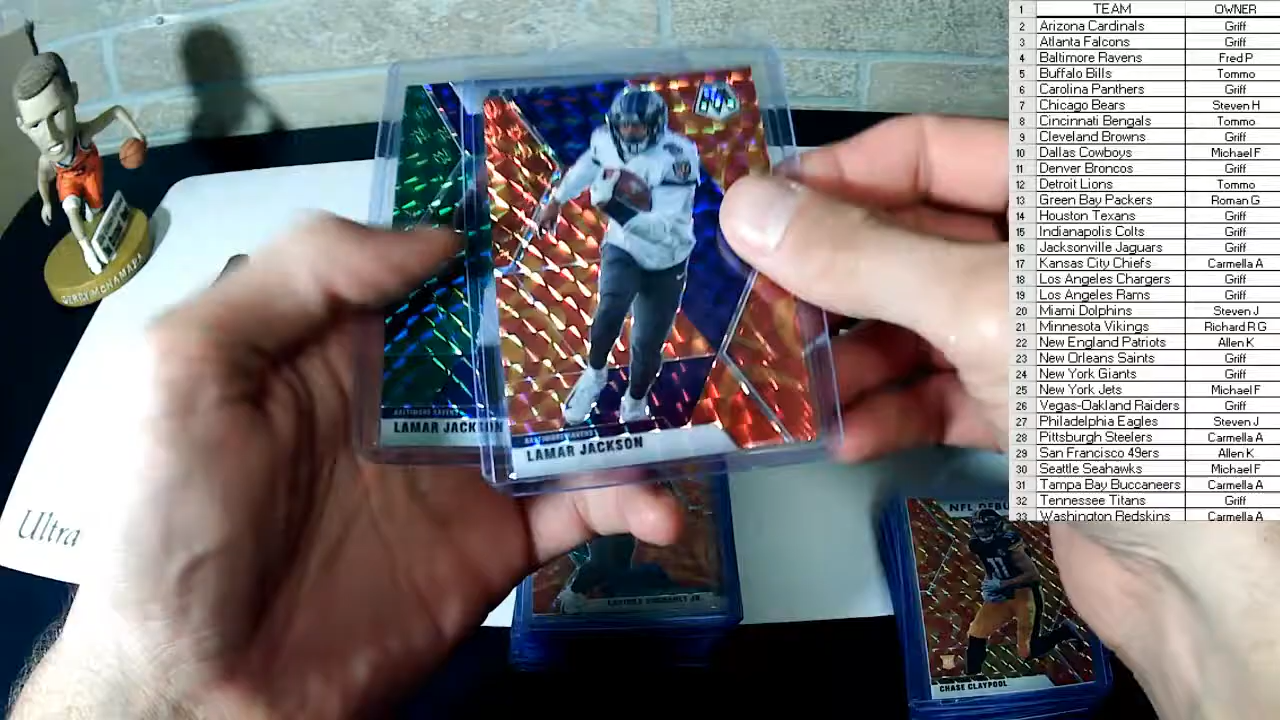 1 TEAM OWNER
2 Arizona Cardinals Griff
3 Atlanta Falcons Griff
4 Baltimore Ravens Fred P
5 Buffalo Bills Tommo
6 Carolina Panthers Griff
7 Chicago Bears Steven H
8 Cincinnati Bengals Tommo
9 Cleveland Browns Griff
10 Dallas Cowboys Michael F
11 Denver Broncos Griff
12 Detroit Lions Tommo
13 Green Bay Packers Roman G
14 Houston Texans Griff
15 Indianapolis Colts Griff
16 Jacksonville Jaguars Griff
17 Kansas City Chiefs Carmella A
18 Los Angeles Chargers Griff
19 Los Angeles Rams Griff
20 Miami Dolphins Steven J
21 Minnesota Vikings Richard R G
22 New England Patriots Allen K
23 New Orleans Saints Griff
24 New York Giants Griff
25 New York Jets Michael F
26 Vegas-Oakland Raiders Griff
27 Philadelphia Eagles Steven J
28 Pittsburgh Steelers Carmella A
29 San Francisco 49ers Allen K
30 Seattle Seahawks Michael F
31 Tampa Bay Buccaneers Carmella A
32 Tennessee Titans Griff
33 Washington Redskins Carmella A
BALTIMORE RAVENS
LAMAR JACKSON
BALTIMORE RAVENS
LAMAR JACKSON
Ultra
NFL DEBU
CHASE CLAYPOOL